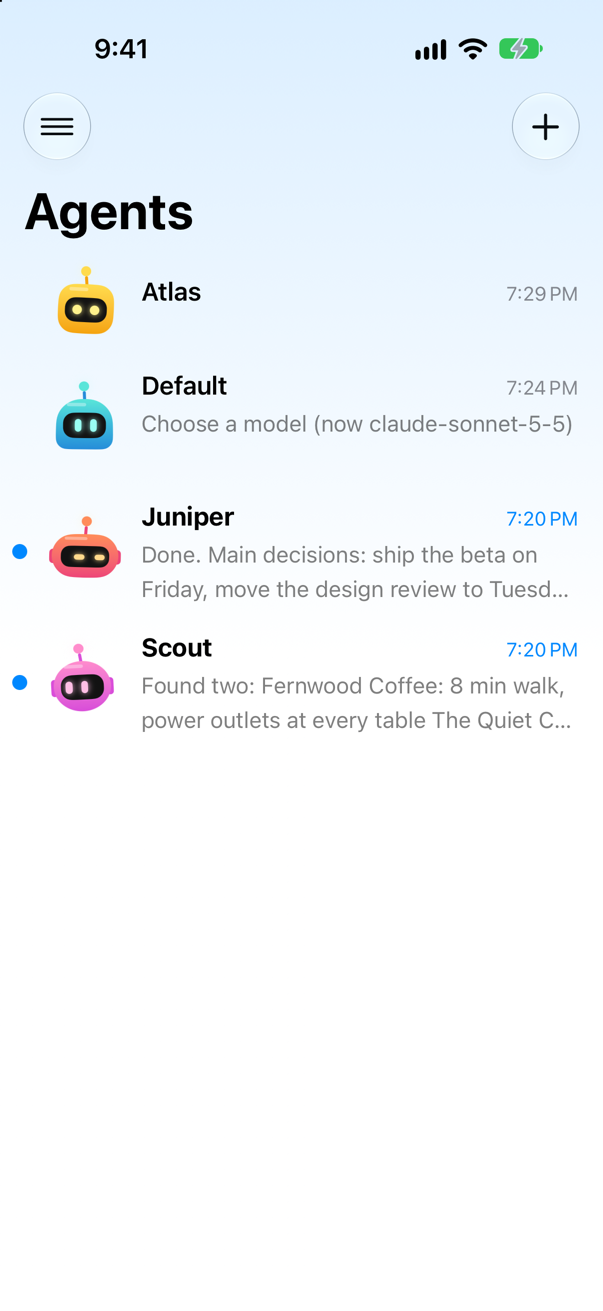 9:41
Agents
Atlas
7:29 PM
Default
7:24 PM
Choose a model (now claude-sonnet-5-5)
Juniper
7:20 PM
Done. Main decisions: ship the beta on
Friday, move the design review to Tuesd...
Scout
7:20 PM
Found two: Fernwood Coffee: 8 min walk,
power outlets at every table The Quiet C...